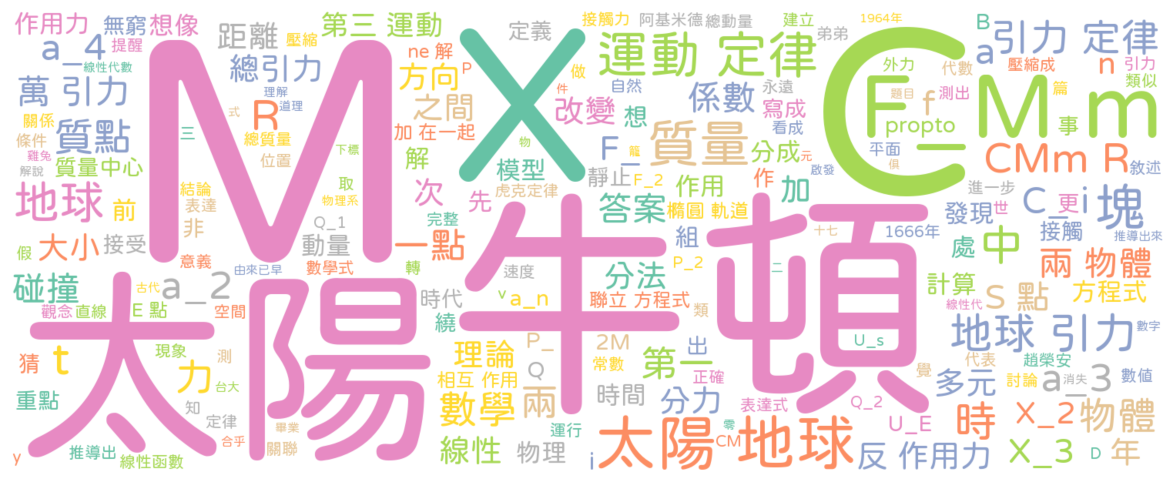 作用力 無窮 想像 第三 運動
a_4 提醒 距離 壓縮
線性代數 總引力
萬 引力 理解 方向
關係 式 道理 R 之間
條件 質點 總質量 加 在一起
雞兔 三 位置 解
解說 質量中心 下標
地球 結論 取 次
表達 物理系
前 非 Q_1 動量 一點
假 大小 接受 意義 數學式
碰撞 由來已早 轉 時代
古代 a_2
觀念 直線 E 點 空間 繞
猜 t 現象 力 測 理論
重點 知 台大 相互 作用
推導出 定律 畢業 數學
y 線性函數 合乎 關聯 線性
M X C
太陽 牛頓
ne 解 P 定義
接觸力 阿基米德 總動量 建立 弟弟 1964年
運動 定律
做 自然 永遠
件 改變 係數 寫成
模型 想 質量 看成
物 F_ 分成 元
篇 虎克定律 靜止 F_2 作用 作 加
先 答案 橢圓 軌道
完整 組 1666年
速度 分法 P_2
v a_n 聯立 方程式 類
P_ 2M 出 U_s
Q 常數 第一 正確
兩 時間 分力 表達式 Q_2
運行 零 CM
物理 i 太陽 地球 反 作用力
B a 引力 定律
外力 代數 壓縮成 n 引力
F_ 題目 f 測出 類似
propto M 篇 m
平面 事
啟發 俱 CMm R 敘述
進一步 C_i 更 塊
發現 世 接觸 推導出來
十七 處 中 兩 物體
二 計算 S 點 方程式
線性代
地球 引力 數字
代表 趙榮安
覺 多元 討論 a_3 消失 數值
U_E 時 X_2 物體
X_3 D 年